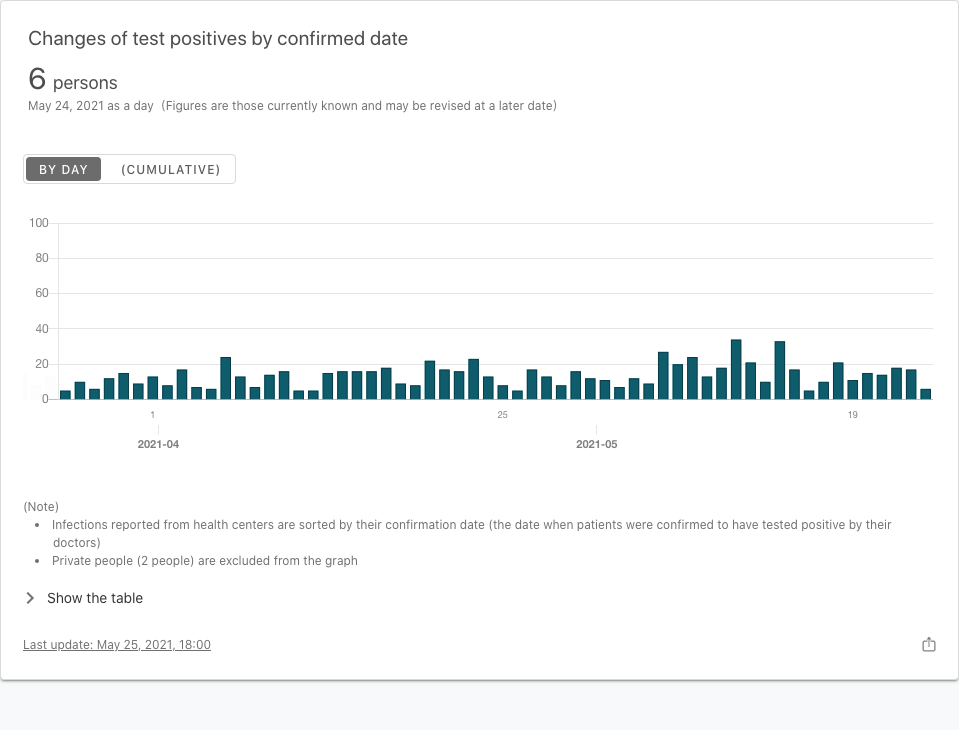 Changes of test positives by confirmed date
6 persons
May 24, 2021 as a day (Figures are those currently known and may be revised at a later date)
BY DAY (CUMULATIVE)
100
80
60
40
20
0
1 25 19
2021-04 2021-05
(Note)
• Infections reported from health centers are sorted by their confirmation date (the date when patients were confirmed to have tested positive by their
doctors)
• Private people (2 people) are excluded from the graph
Show the table
Last update: May 25, 2021, 18:00